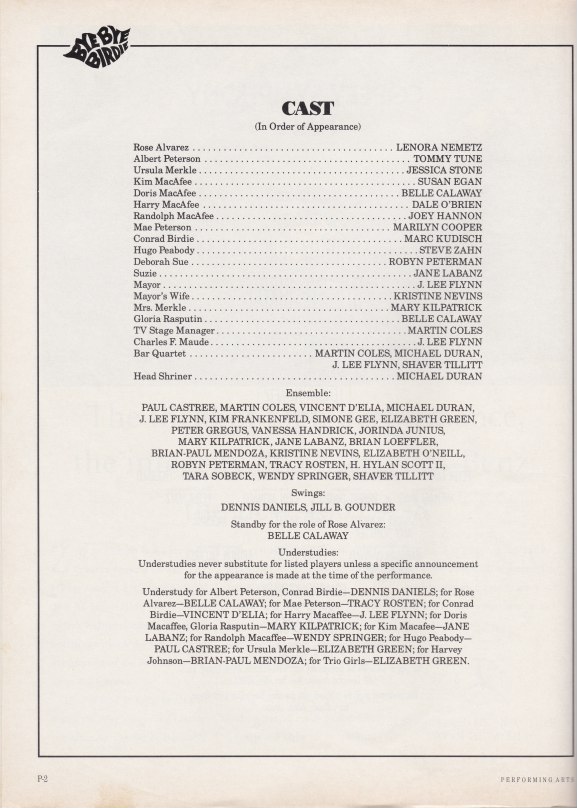 BYE BYE
BIRDIE
CAST
(In Order of Appearance)
Rose Alvarez . . . . . . . . . . . . . . . . . . . . LENORA NEMETZ
Albert Peterson . . . . . . . . . . . . . . . . . . . . TOMMY TUNE
Ursula Merkle . . . . . . . . . . . . . . . . . . . . JESSICA STONE
Kim MacAfee . . . . . . . . . . . . . . . . . . . . SUSAN EGAN
Doris MacAfee . . . . . . . . . . . . . . . . . . . . BELLE CALAWAY
Harry MacAfee . . . . . . . . . . . . . . . . . . . . DALE O'BRIEN
Randolph MacAfee . . . . . . . . . . . . . . . . . . . . JOEY HANNON
Mae Peterson . . . . . . . . . . . . . . . . . . . . MARILYN COOPER
Conrad Birdie . . . . . . . . . . . . . . . . . . . . MARC KUDISCH
Hugo Peabody . . . . . . . . . . . . . . . . . . . . STEVE ZAHN
Deborah Sue . . . . . . . . . . . . . . . . . . . . ROBYN PETERMAN
Suzie . . . . . . . . . . . . . . . . . . . . JANE LABANZ
Mayor . . . . . . . . . . . . . . . . . . . . J. LEE FLYNN
Mayor's Wife . . . . . . . . . . . . . . . . . . . . KRISTINE NEVINS
Mrs. Merkle . . . . . . . . . . . . . . . . . . . . MARY KILPATRICK
Gloria Rasputin . . . . . . . . . . . . . . . . . . . . BELLE CALAWAY
TV Stage Manager . . . . . . . . . . . . . . . . . . . . MARTIN COLES
Charles F. Maude . . . . . . . . . . . . . . . . . . . . J. LEE FLYNN
Bar Quartet . . . . . . . . . . . . . . . . . . . . MARTIN COLES, MICHAEL DURAN,
J. LEE FLYNN, SHAVER TILLITT
Head Shriner . . . . . . . . . . . . . . . . . . . . MICHAEL DURAN
Ensemble:
PAUL CASTREE, MARTIN COLES, VINCENT D'ELIA, MICHAEL DURAN,
J. LEE FLYNN, KIM FRANKENFELD, SIMONE GEE, ELIZABETH GREEN,
PETER GREGUS, VANESSA HANDRICK, JORINDA JUNIUS,
MARY KILPATRICK, JANE LABANZ, BRIAN LOEFFLER,
BRIAN-PAUL MENDOZA, KRISTINE NEVINS, ELIZABETH O'NEILL,
ROBYN PETERMAN, TRACY ROSTEN, H. HYLAN SCOTT II,
TARA SOBECK, WENDY SPRINGER, SHAVER TILLITT
Swings:
DENNIS DANIELS, JILL B. GOUNDER
Standby for the role of Rose Alvarez:
BELLE CALAWAY
Understudies:
Understudies never substitute for listed players unless a specific announcement
for the appearance is made at the time of the performance.
Understudy for Albert Peterson, Conrad Birdie—DENNIS DANIELS; for Rose
Alvarez—BELLE CALAWAY; for Mae Peterson—TRACY ROSTEN; for Conrad
Birdie—VINCENT D'ELIA; for Harry Macaffee—J. LEE FLYNN; for Doris
Macaffee, Gloria Rasputin—MARY KILPATRICK; for Kim Macafee—JANE
LABANZ; for Randolph Macaffee—WENDY SPRINGER; for Hugo Peabody—
PAUL CASTREE; for Ursula Merkle—ELIZABETH GREEN; for Harvey
Johnson—BRIAN-PAUL MENDOZA; for Trio Girls—ELIZABETH GREEN.
P-2
PERFORMING ARTS